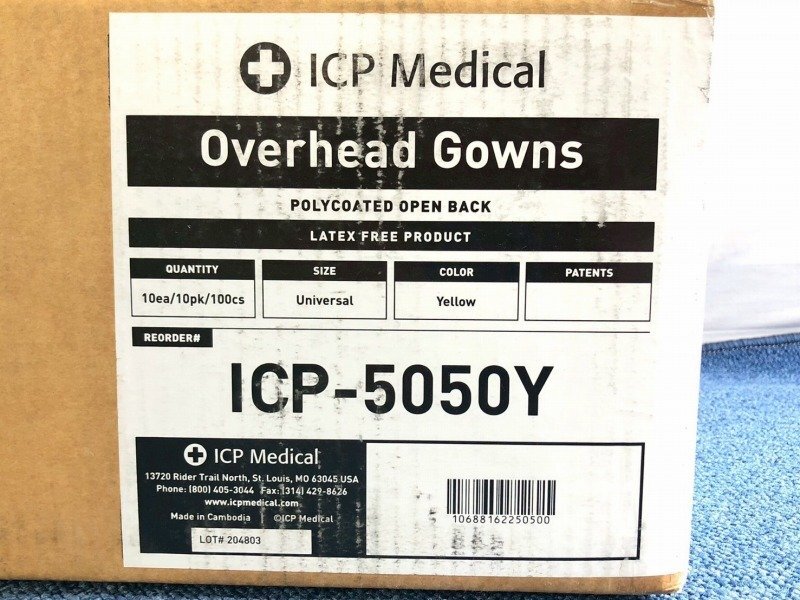 ICP Medical
Overhead Gowns
POLYCOATED OPEN BACK
LATEX FREE PRODUCT
QUANTITY SIZE COLOR PATENTS
10ea/10pk/100cs Universal Yellow
REORDER#
ICP-5050Y
ICP Medical
13720 Rider Trail North, St. Louis, MO 63045 USA
Phone: (800) 405-3044 Fax: (314) 429-8626
www.icpmedical.com
Made in Cambodia ©ICP Medical
LOT# 204803
10688162250500